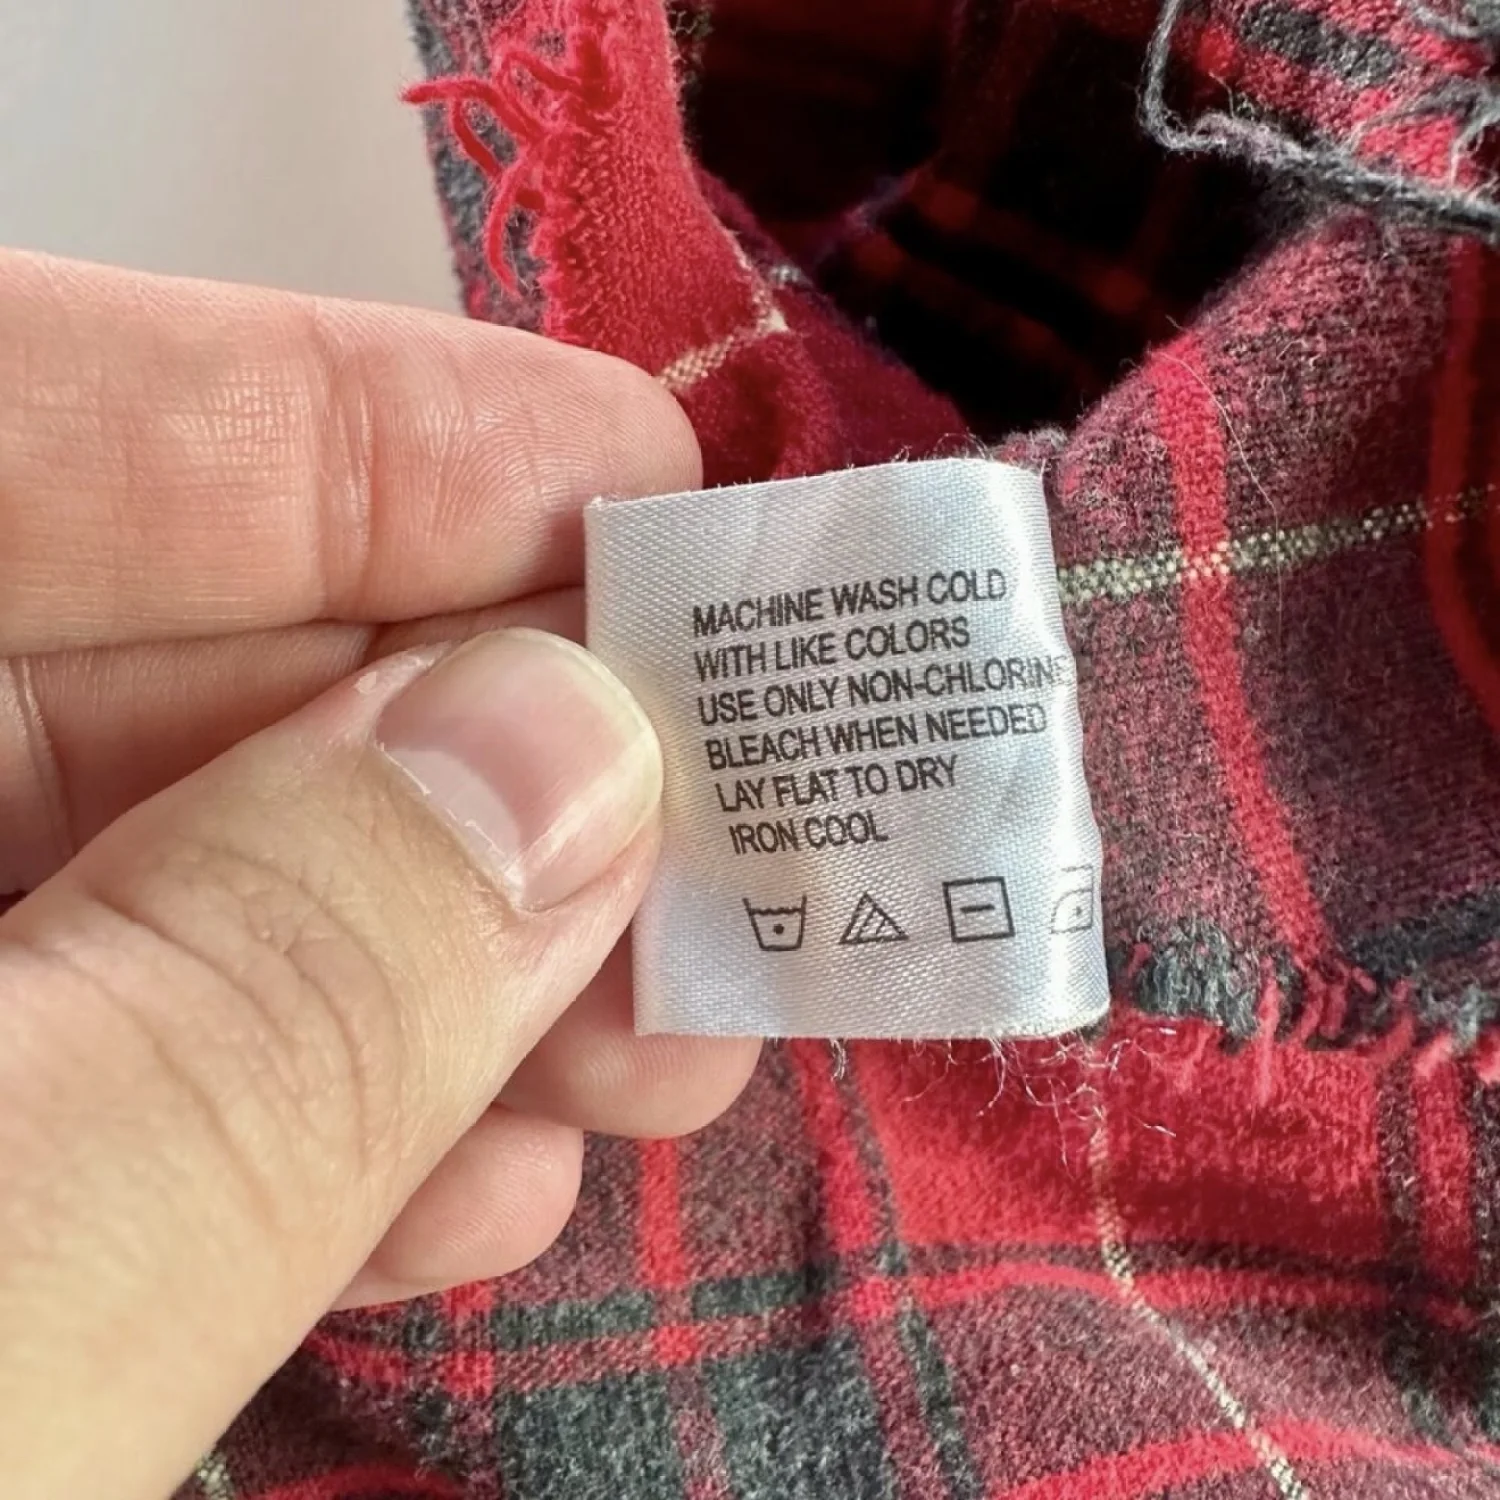 MACHINE WASH COLD
WITH LIKE COLORS
USE ONLY NON-CHLORINE
BLEACH WHEN NEEDED
LAY FLAT TO DRY
IRON COOL